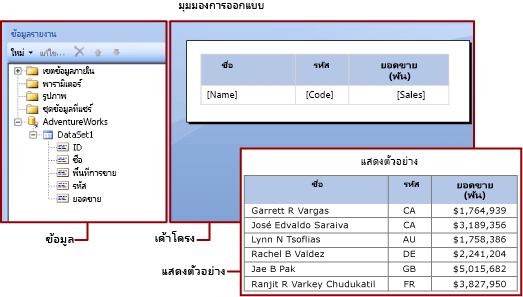 มุมมองการออกแบบ
ข้อมูลรายงาน
ใหม่ แก้ไข...
เขตข้อมูลภายใน
พารามิเตอร์
รูปภาพ
ชุดข้อมูลที่แชร์
AdventureWorks
DataSet1
ID
ชื่อ
พื้นที่การขาย
รหัส
ยอดขาย
ชื่อ รหัส ยอดขาย
(พัน)
[Name] [Code] [Sales]
แสดงตัวอย่าง
ชื่อ รหัส ยอดขาย
(พัน)
Garrett R Vargas CA $1,764,939
José Edvaldo Saraiva CA $3,189,356
Lynn N Tsoflias AU $1,758,386
Rachel B Valdez DE $2,241,204
Jae B Pak GB $5,015,682
Ranjit R Varkey Chudukatil FR $3,827,950
ข้อมูล
เค้าโครง
แสดงตัวอย่าง